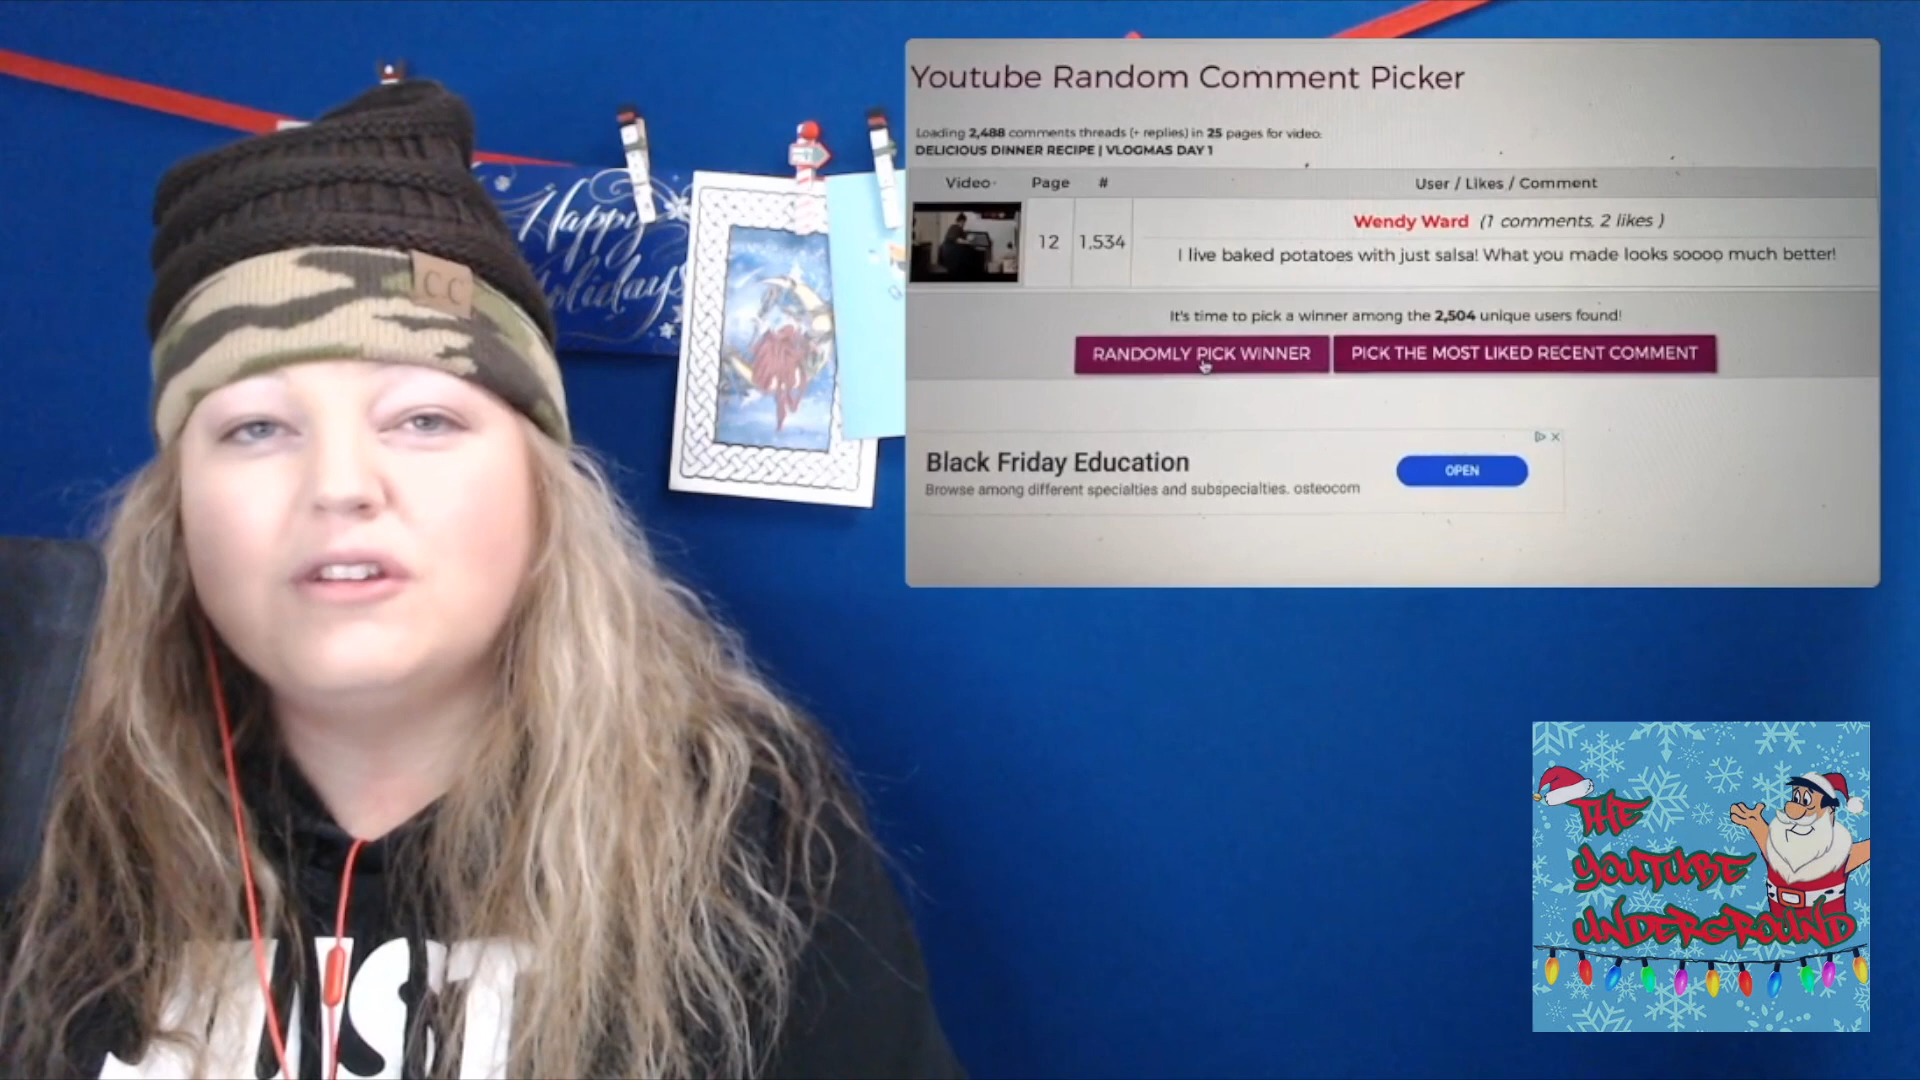 Happy
Holidays
CC
JUST
Youtube Random Comment Picker
Loading 2,488 comments threads (+ replies) in 25 pages for video:
DELICIOUS DINNER RECIPE | VLOGMAS DAY 1
Video Page # User / Likes / Comment
Wendy Ward (1 comments, 2 likes )
12 1,534
I live baked potatoes with just salsa! What you made looks soooo much better!
It's time to pick a winner among the 2,504 unique users found!
RANDOMLY PICK WINNER PICK THE MOST LIKED RECENT COMMENT
Black Friday Education
OPEN
Browse among different specialties and subspecialties. osteocom
THE
YOUTUBE
UNDERGROUND